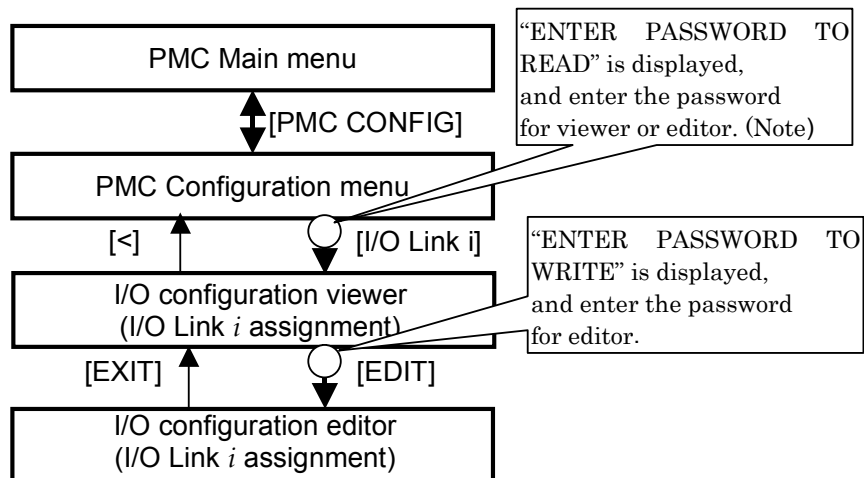 PMC Main menu
“ENTER PASSWORD TO
READ” is displayed,
and enter the password
for viewer or editor. (Note)
[PMC CONFIG]
PMC Configuration menu
[<]
[I/O Link i]
“ENTER PASSWORD TO
WRITE” is displayed,
and enter the password
for editor.
I/O configuration viewer
(I/O Link i assignment)
[EXIT]
[EDIT]
I/O configuration editor
(I/O Link i assignment)